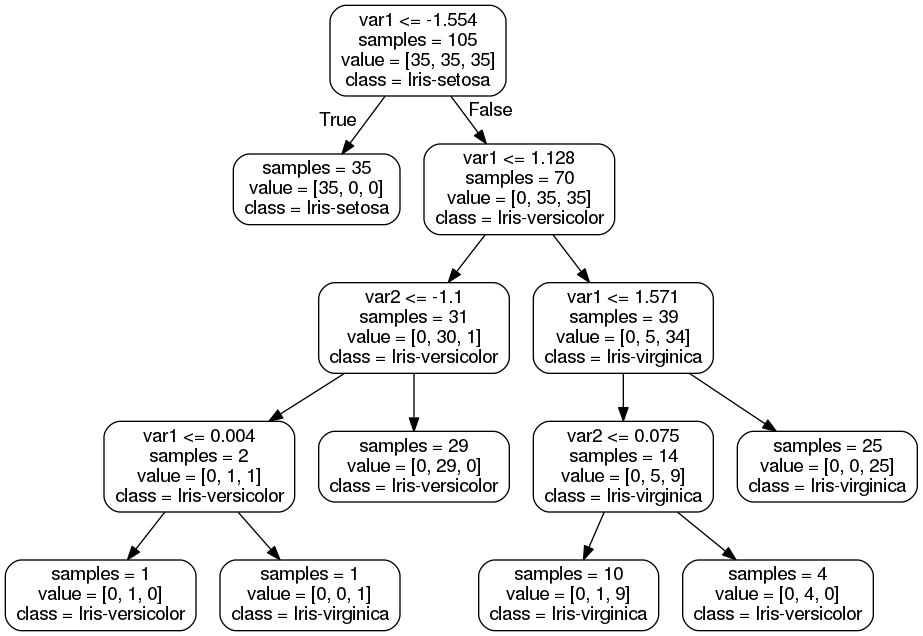 var1 <= -1.554
samples = 105
value = [35, 35, 35]
class = Iris-setosa
True
False
samples = 35
value = [35, 0, 0]
class = Iris-setosa
var1 <= 1.128
samples = 70
value = [0, 35, 35]
class = Iris-versicolor
var2 <= -1.1
samples = 31
value = [0, 30, 1]
class = Iris-versicolor
var1 <= 1.571
samples = 39
value = [0, 5, 34]
class = Iris-virginica
var1 <= 0.004
samples = 2
value = [0, 1, 1]
class = Iris-versicolor
samples = 29
value = [0, 29, 0]
class = Iris-versicolor
var2 <= 0.075
samples = 14
value = [0, 5, 9]
class = Iris-virginica
samples = 25
value = [0, 0, 25]
class = Iris-virginica
samples = 1
value = [0, 1, 0]
class = Iris-versicolor
samples = 1
value = [0, 0, 1]
class = Iris-virginica
samples = 10
value = [0, 1, 9]
class = Iris-virginica
samples = 4
value = [0, 4, 0]
class = Iris-versicolor